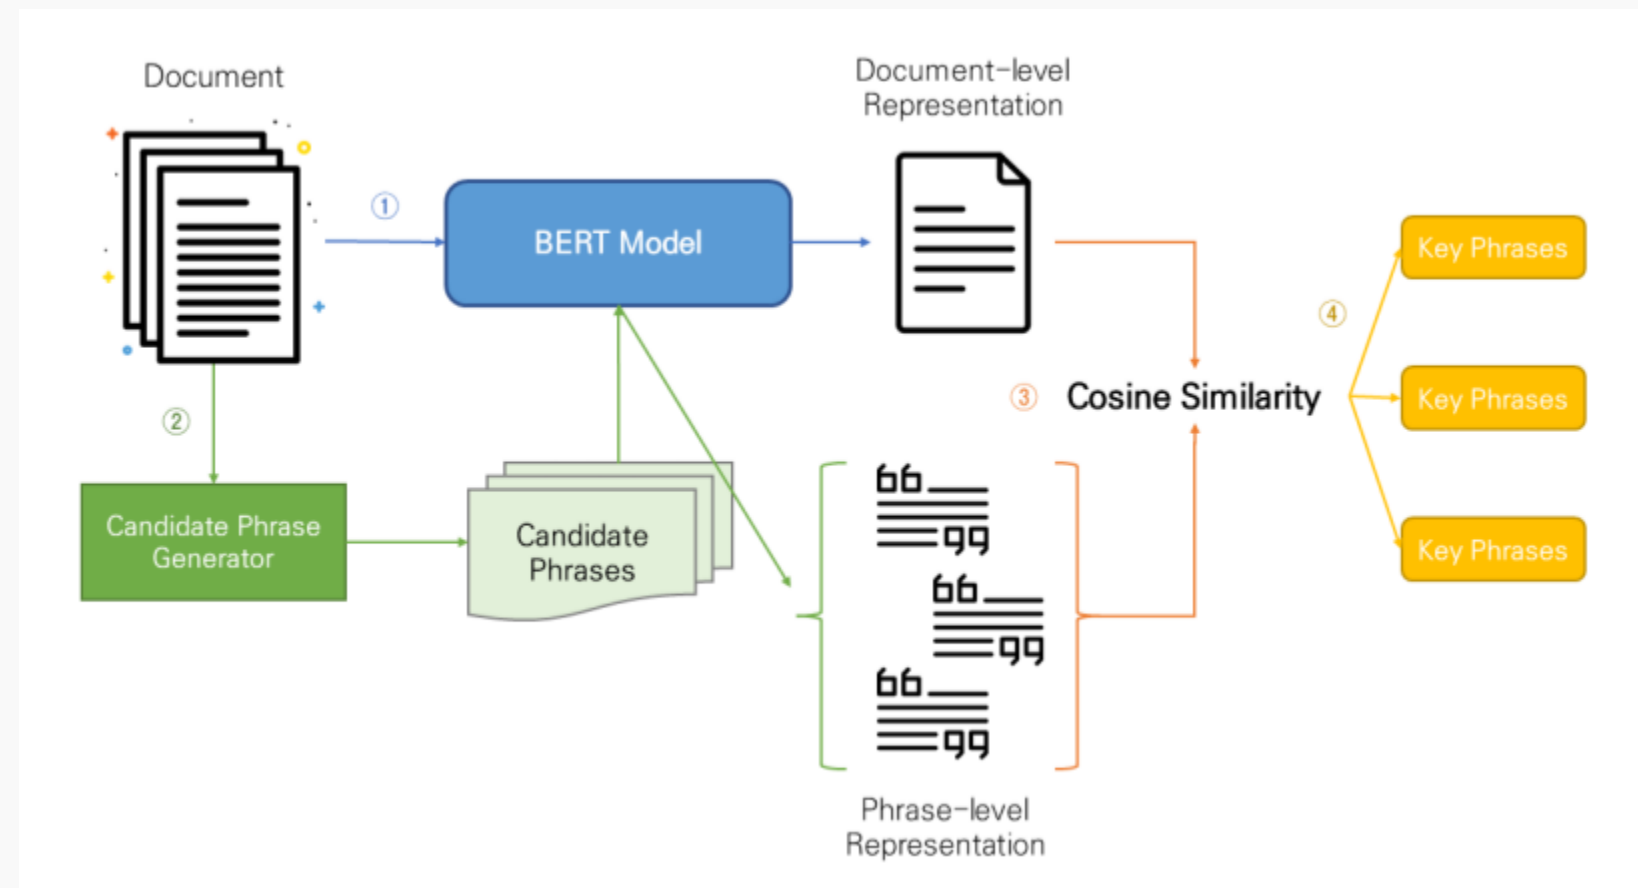 Document
Document-level
Representation
①
BERT Model
②
Candidate Phrase
Generator
Candidate
Phrases
③
Cosine Similarity
④
Key Phrases
Key Phrases
Key Phrases
Phrase-level
Representation